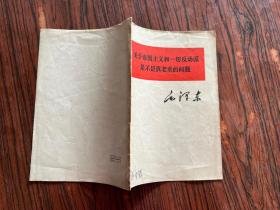 关于帝国主义和一切反动派
是不是真老虎的问题
毛泽东